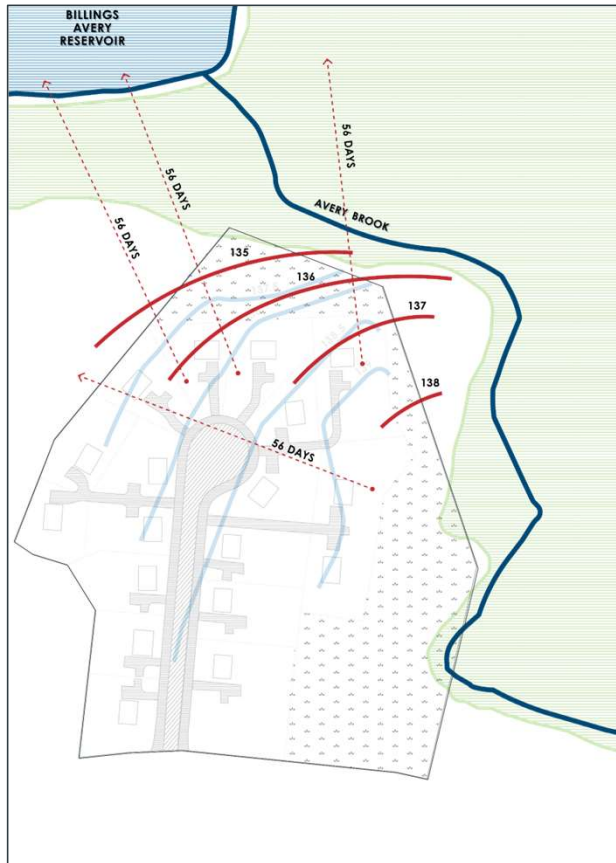 BILLINGS
AVERY
RESERVOIR
56 DAYS
56 DAYS
56 DAYS
AVERY BROOK
135
136
137
138
56 DAYS